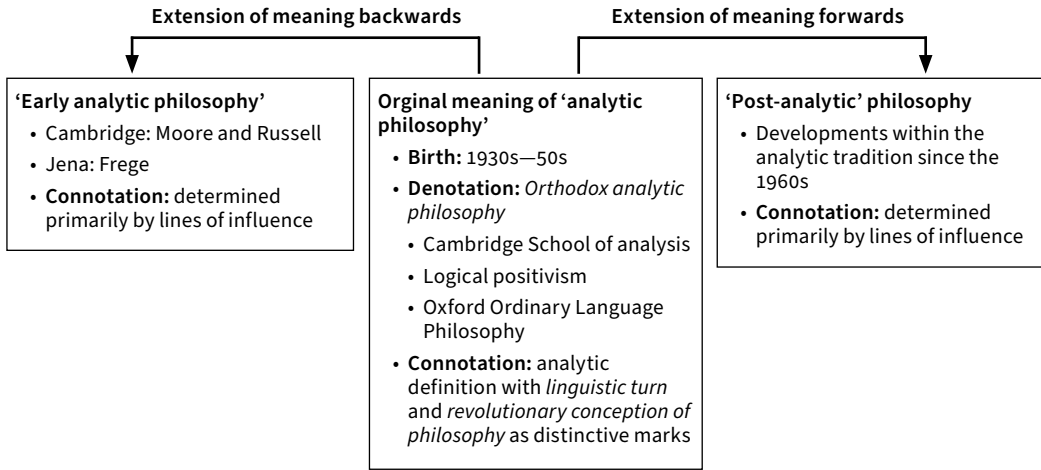 Extension of meaning backwards
Extension of meaning forwards
‘Early analytic philosophy’
• Cambridge: Moore and Russell
• Jena: Frege
• Connotation: determined
primarily by lines of influence
Orginal meaning of ‘analytic
philosophy’
• Birth: 1930s—50s
• Denotation: Orthodox analytic
philosophy
• Cambridge School of analysis
• Logical positivism
• Oxford Ordinary Language
Philosophy
• Connotation: analytic
definition with linguistic turn
and revolutionary conception of
philosophy as distinctive marks
‘Post-analytic’ philosophy
• Developments within the
analytic tradition since the
1960s
• Connotation: determined
primarily by lines of influence